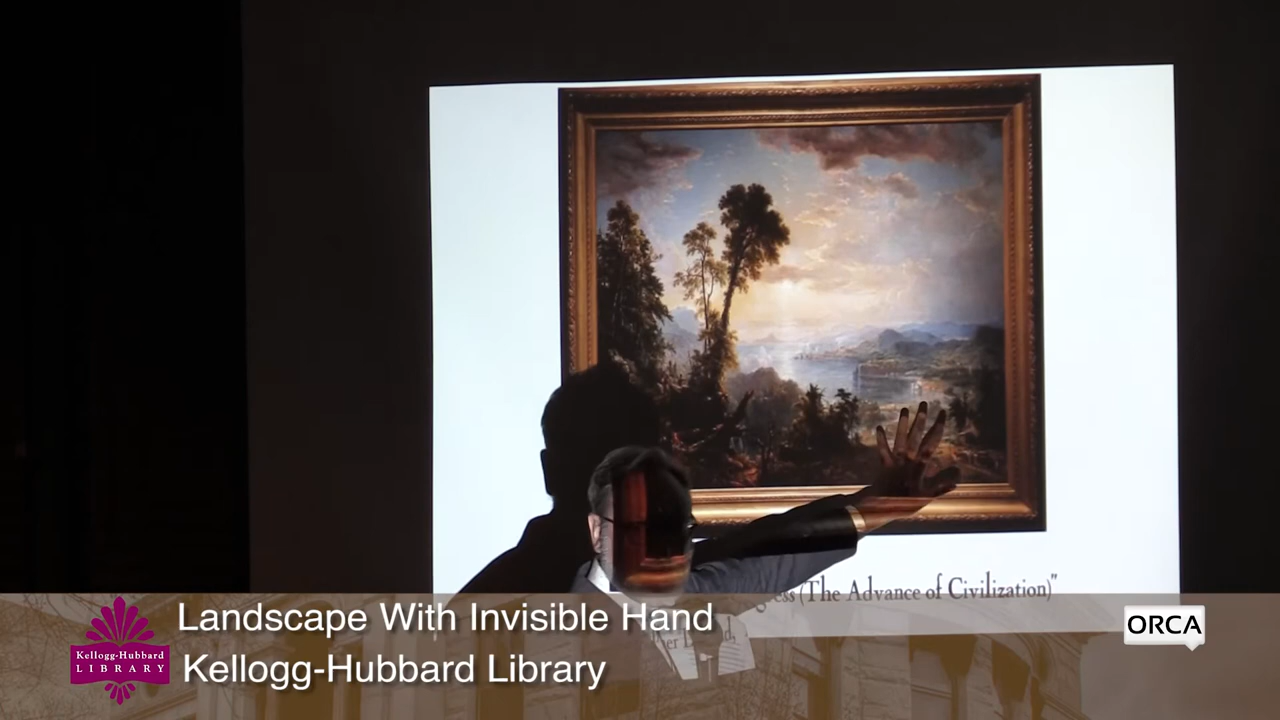 (The Advance of Civilization)"
Landscape With Invisible Hand
Kellogg-Hubbard Library
Kellogg-Hubbard
LIBRARY
ORCA